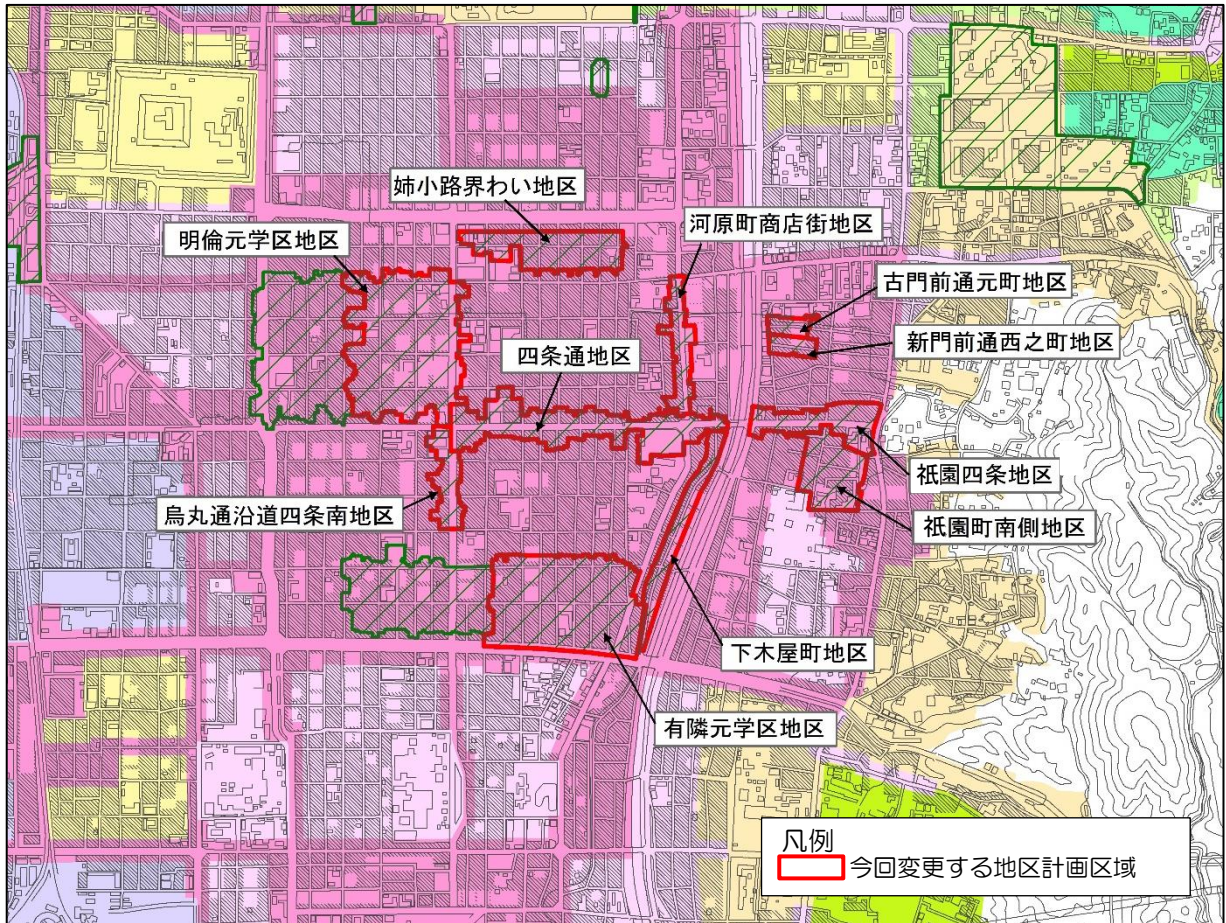 姉小路界わい地区
河原町商店街地区
明倫元学区地区
古門前通元町地区
新門前通西之町地区
四条通地区
祇園四条地区
烏丸通沿道四条南地区
祇園町南側地区
下木屋町地区
有隣元学区地区
凡例
今回変更する地区計画区域